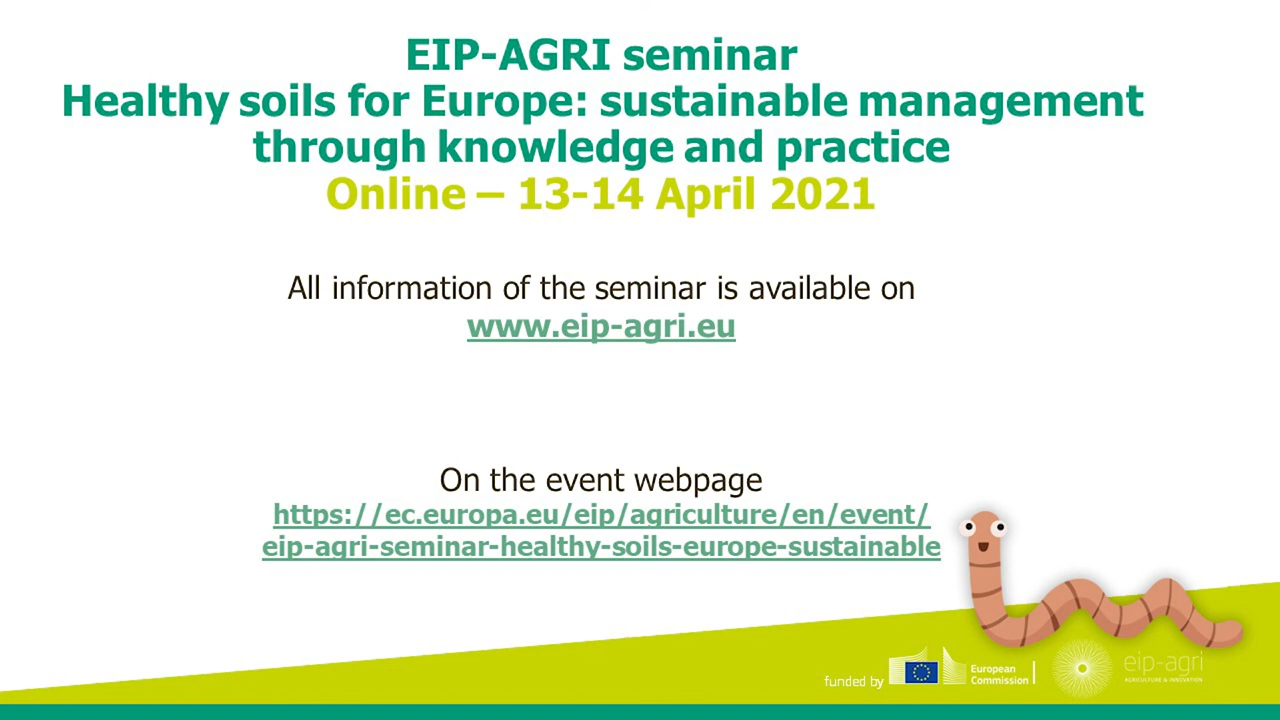 EIP-AGRI seminar
Healthy soils for Europe: sustainable management
through knowledge and practice
Online – 13-14 April 2021
All information of the seminar is available on
www.eip-agri.eu
On the event webpage
https://ec.europa.eu/eip/agriculture/en/event/
eip-agri-seminar-healthy-soils-europe-sustainable
funded by
European
Commission
eip-agri
AGRICULTURE & INNOVATION